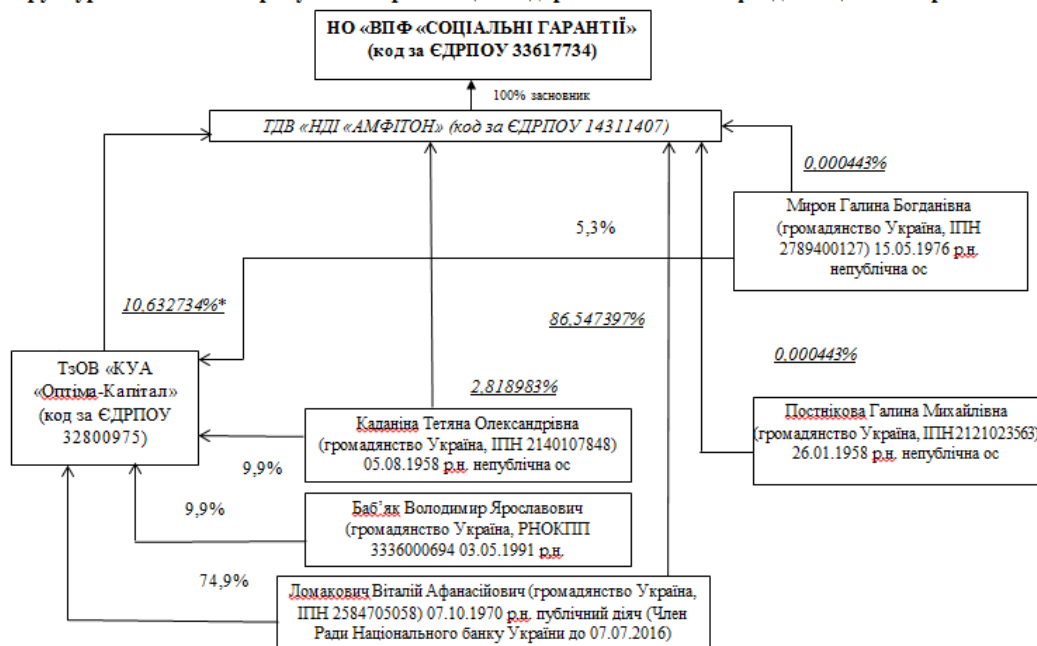 НО «ВПФ «СОЦІАЛЬНІ ГАРАНТІЇ»
(код за ЄДРПОУ 33617734)
100% засновник
ТДВ «НДІ «АМФІТОН» (код за ЄДРПОУ 14311407)
0,000443%
Мирон Галина Богданівна
(громадянство Україна, ІПН
2789400127) 15.05.1976 р.н.
непублічна ос
5,3%
10,632734%*
86,547397%
0,000443%
ТзОВ «КУА
«Оптіма-Капітал»
(код за ЄДРПОУ
32800975)
2,818983%
Каданіна Тетяна Олександрівна
(громадянство Україна, ІПН 2140107848)
05.08.1958 р.н. непублічна ос
Постнікова Галина Михайлівна
(громадянство Україна, ІПН2121023563)
26.01.1958 р.н. непублічна ос
9,9%
9,9%
Баб’як Володимир Ярославович
(громадянство Україна, РНОКПП
3336000694 03.05.1991 р.н.
74,9%
Ломакович Віталій Афанасійович (громадянство Україна,
ІПН 2584705058) 07.10.1970 р.н. публічний діяч (Член
Ради Національного банку України до 07.07.2016)